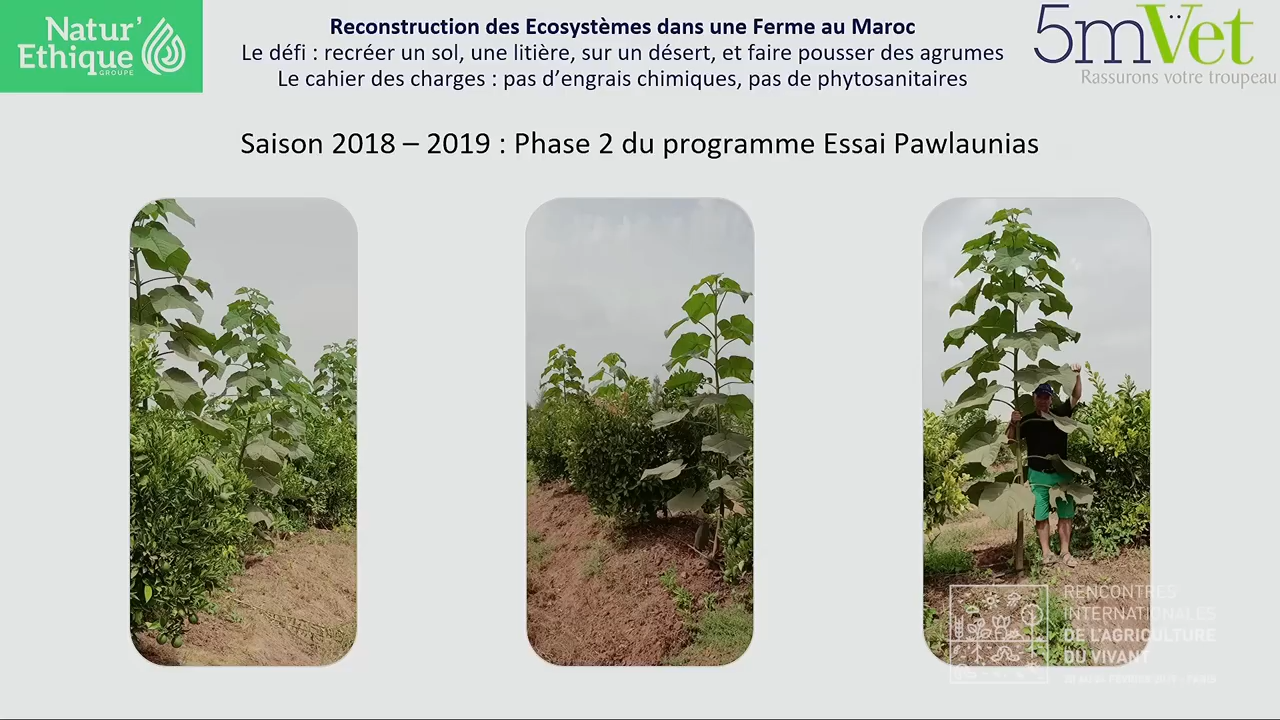 Natur'
Ethique
GROUPE
Reconstruction des Ecosystèmes dans une Ferme au Maroc
Le défi : recréer un sol, une litière, sur un désert, et faire pousser des agrumes
Le cahier des charges : pas d'engrais chimiques, pas de phytosanitaires
5mVet
Rassurons votre troupeau
Saison 2018 – 2019 : Phase 2 du programme Essai Pawlaunias
RENCONTRES
INTERNATIONALES
DE L'AGRICULTURE
DU VIVANT